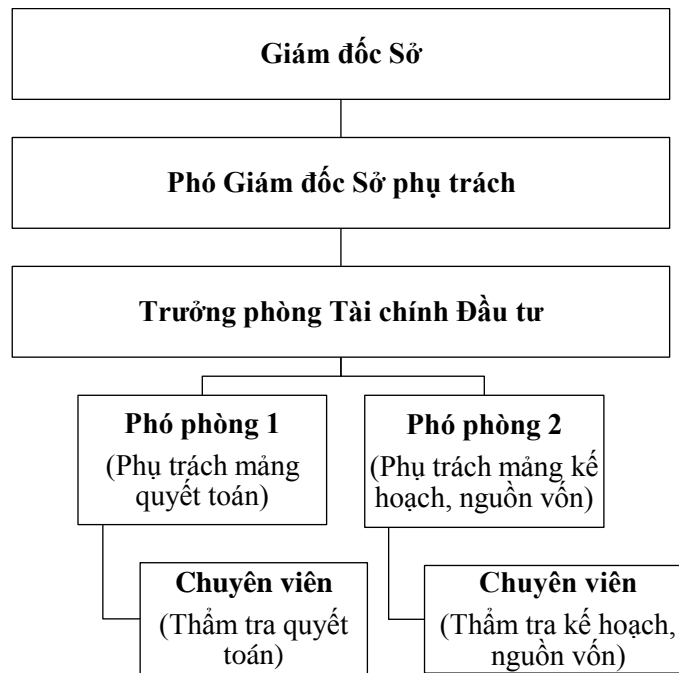 Giám đốc Sở
Phó Giám đốc Sở phụ trách
Trưởng phòng Tài chính Đầu tư
Phó phòng 1
(Phụ trách mảng
quyết toán)
Phó phòng 2
(Phụ trách mảng kế
hoạch, nguồn vốn)
Chuyên viên
(Thẩm tra quyết
toán)
Chuyên viên
(Thẩm tra kế hoạch,
nguồn vốn)